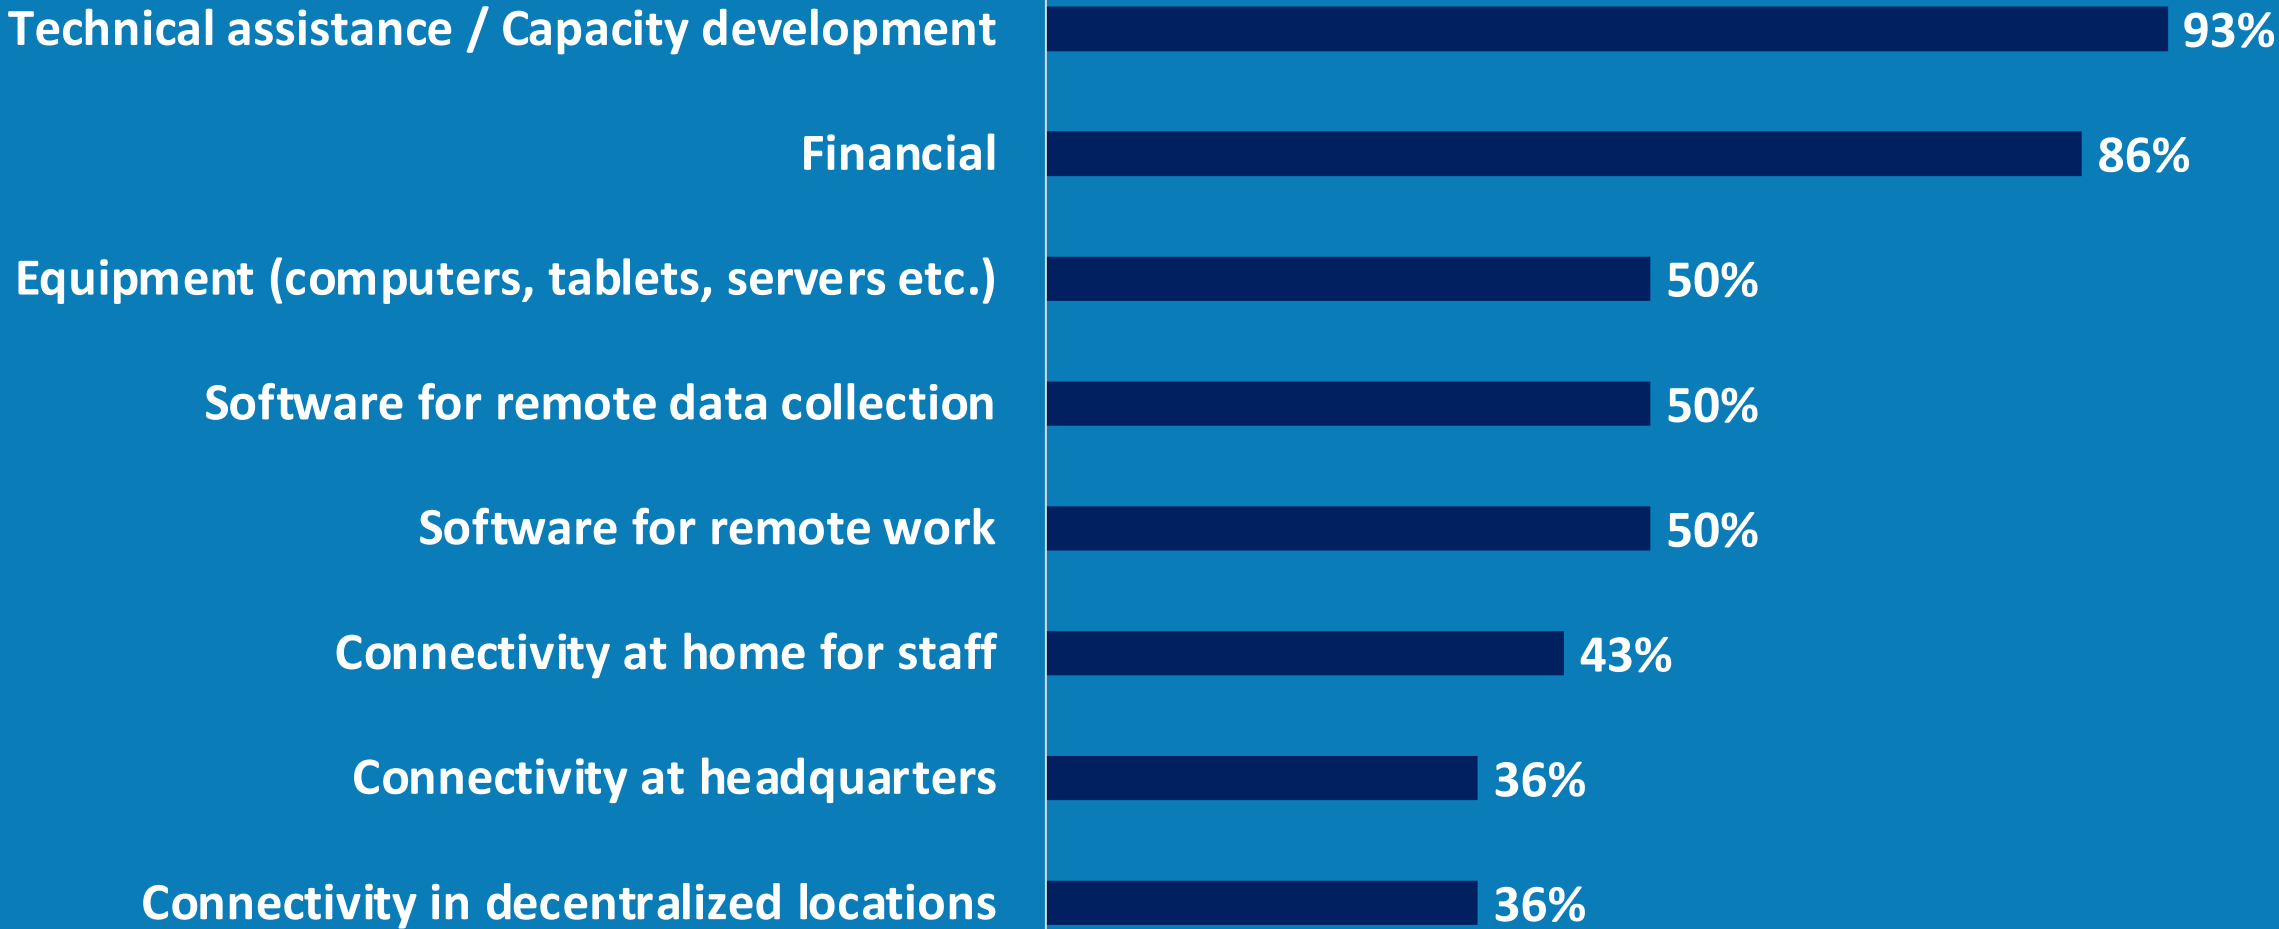 Technical assistance / Capacity development 93%
Financial 86%
Equipment (computers, tablets, servers etc.) 50%
Software for remote data collection 50%
Software for remote work 50%
Connectivity at home for staff 43%
Connectivity at headquarters 36%
Connectivity in decentralized locations 36%